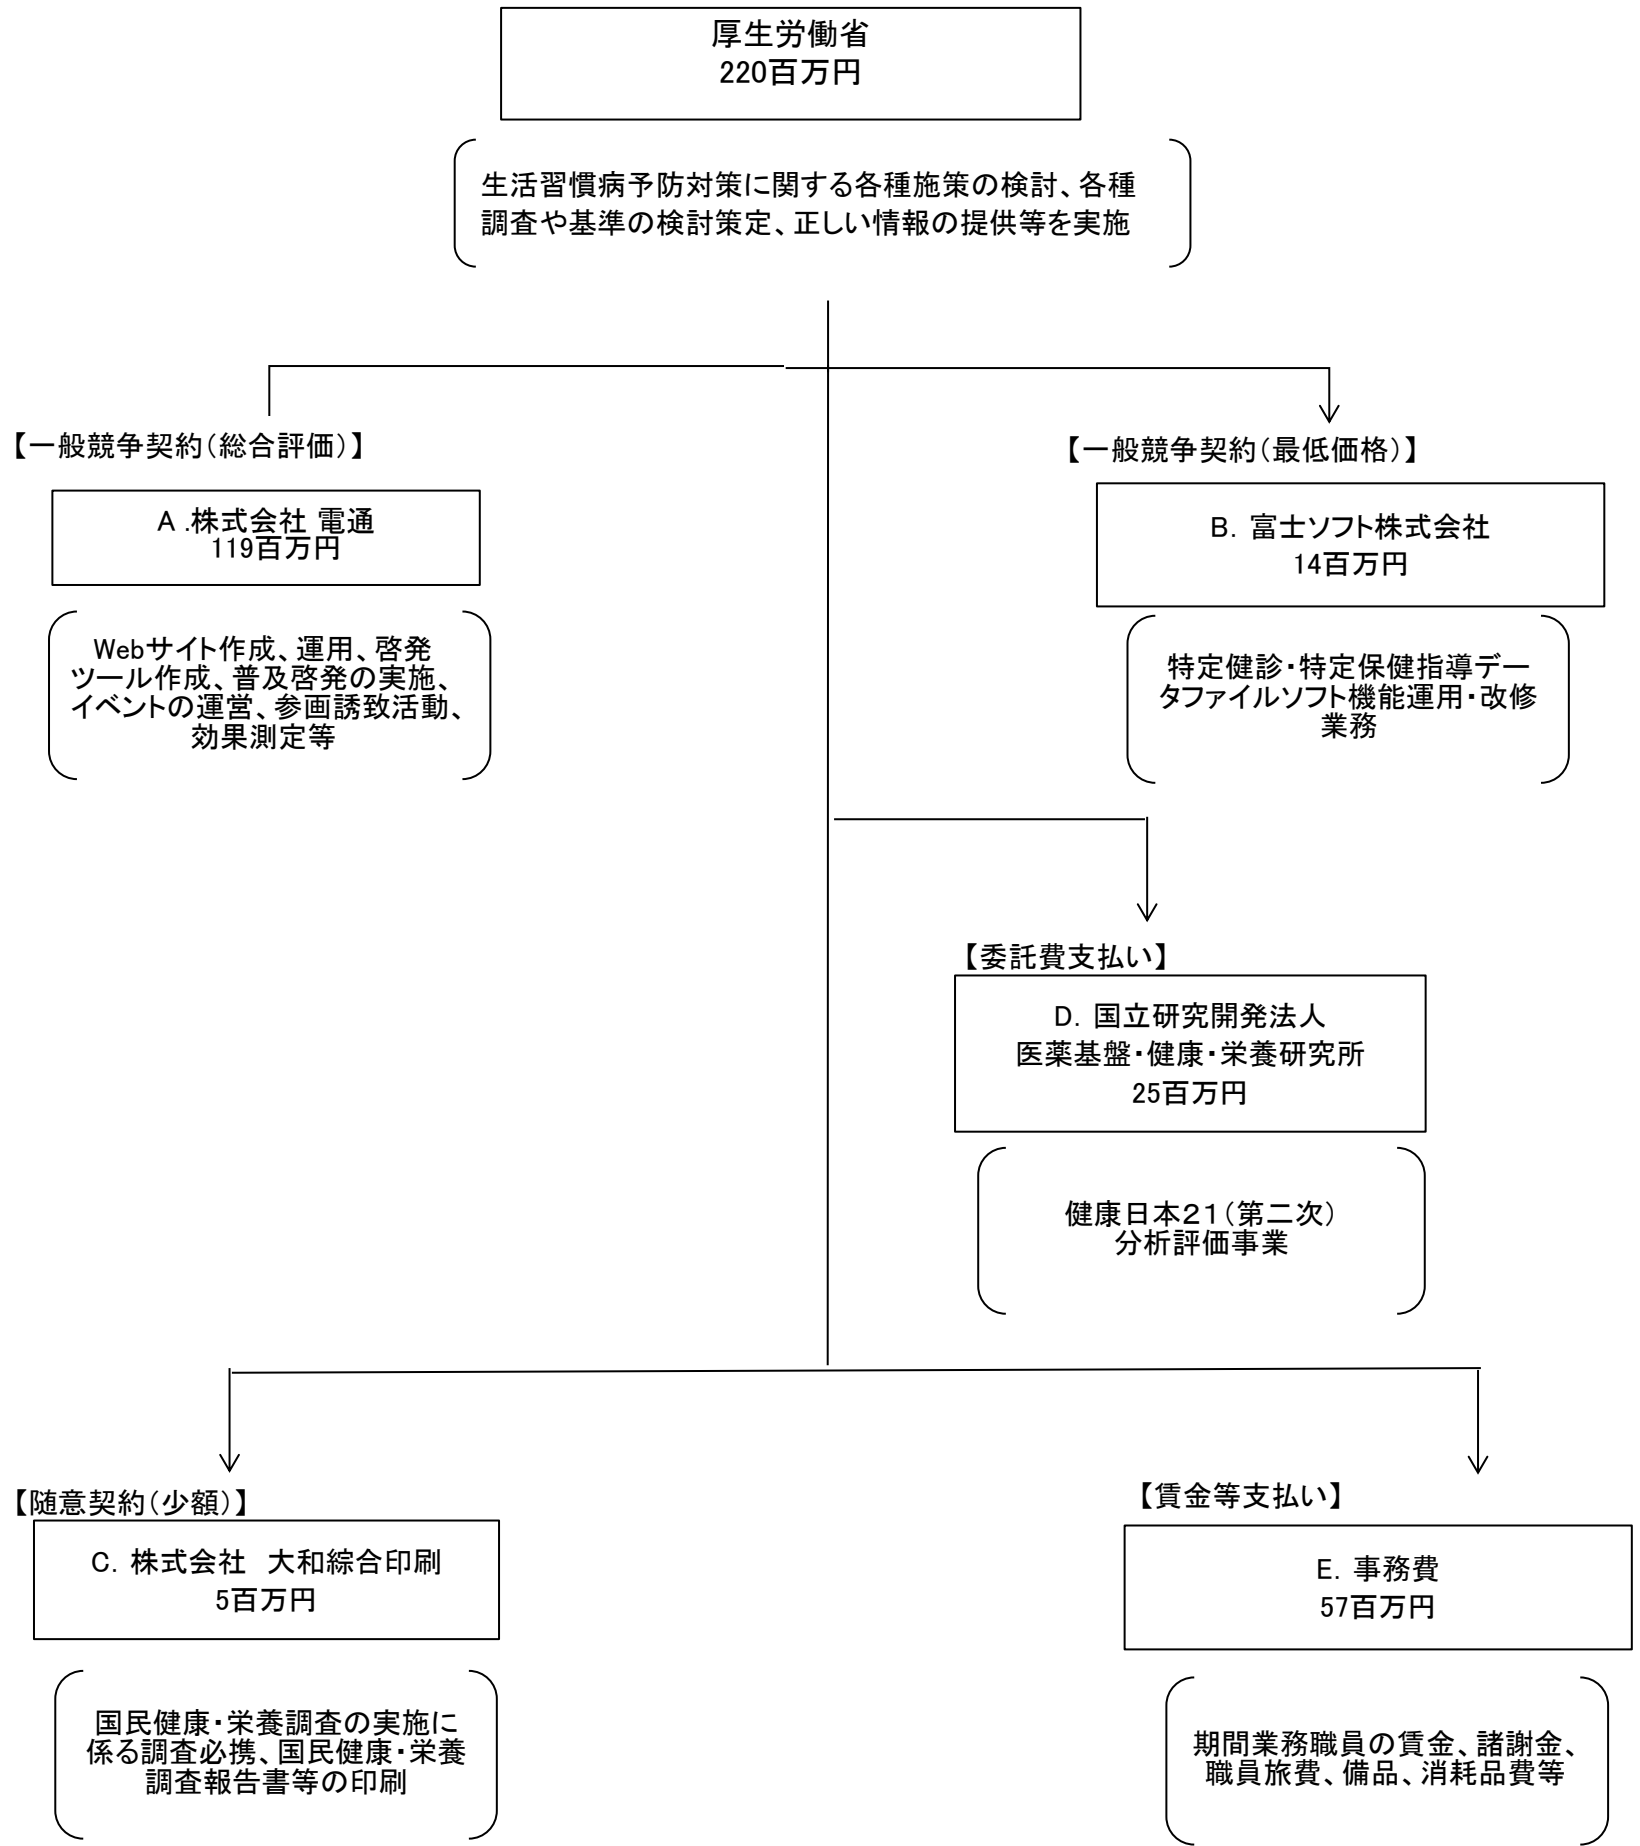 厚生労働省
220百万円
生活習慣病予防対策に関する各種施策の検討、各種
調査や基準の検討策定、正しい情報の提供等を実施
【一般競争契約(総合評価)】
A .株式会社 電通
119百万円
Webサイト作成、運用、啓発
ツール作成、普及啓発の実施、
イベントの運営、参画誘致活動、
効果測定等
【一般競争契約(最低価格)】
B. 富士ソフト株式会社
14百万円
特定健診・特定保健指導デー
タファイルソフト機能運用・改修
業務
【委託費支払い】
D. 国立研究開発法人
医薬基盤・健康・栄養研究所
25百万円
健康日本21(第二次)
分析評価事業
【随意契約(少額)】
C. 株式会社 大和綜合印刷
5百万円
国民健康・栄養調査の実施に
係る調査必携、国民健康・栄養
調査報告書等の印刷
【賃金等支払い】
E. 事務費
57百万円
期間業務職員の賃金、諸謝金、
職員旅費、備品、消耗品費等